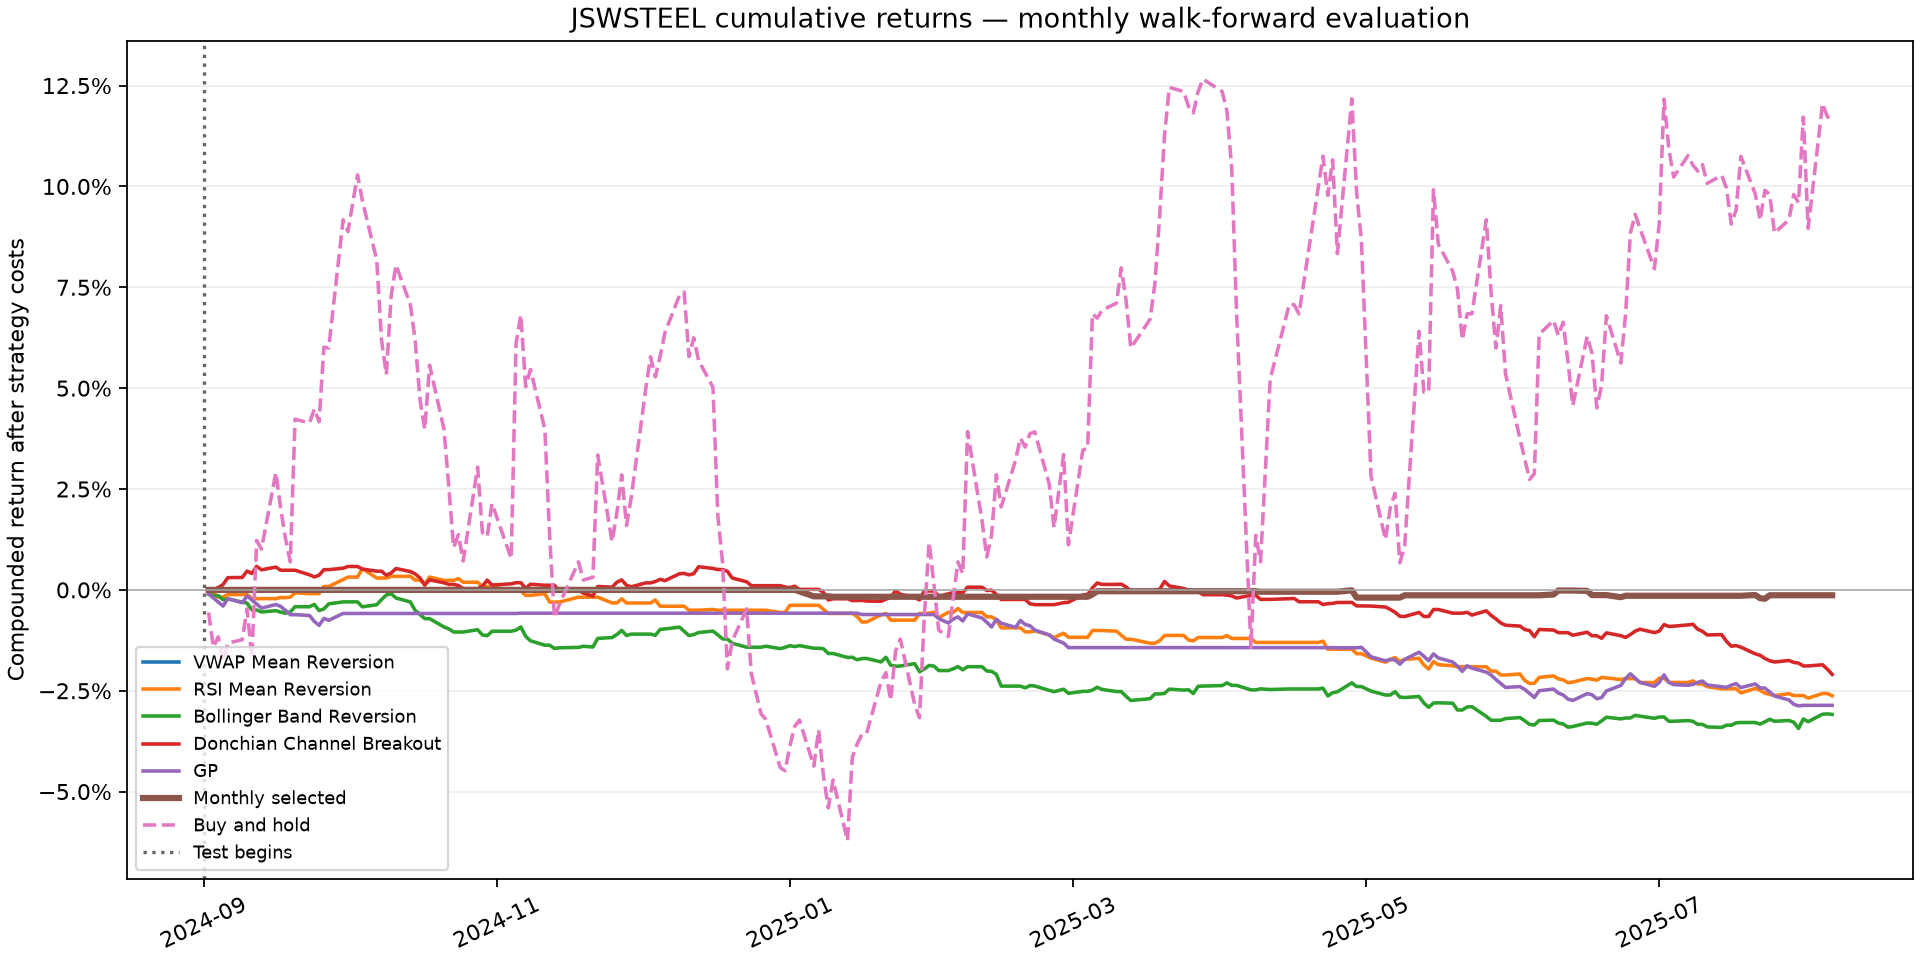 JSWSTEEL cumulative returns — monthly walk-forward evaluation
Compounded return after strategy costs
12.5%
10.0%
7.5%
5.0%
2.5%
0.0%
−2.5%
−5.0%
VWAP Mean Reversion
RSI Mean Reversion
Bollinger Band Reversion
Donchian Channel Breakout
GP
Monthly selected
Buy and hold
Test begins
2024-09
2024-11
2025-01
2025-03
2025-05
2025-07